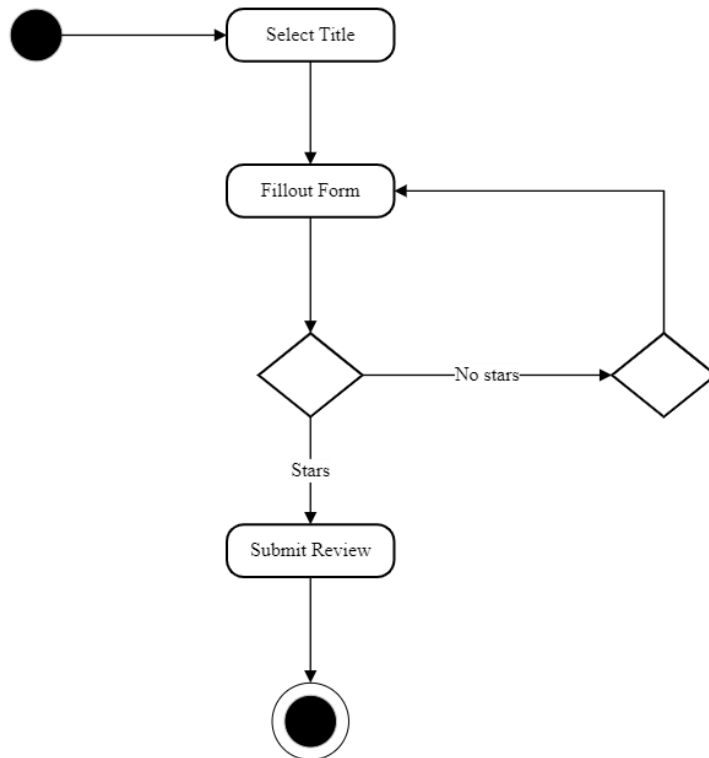 Select Title
Fillout Form
No stars
Stars
Submit Review